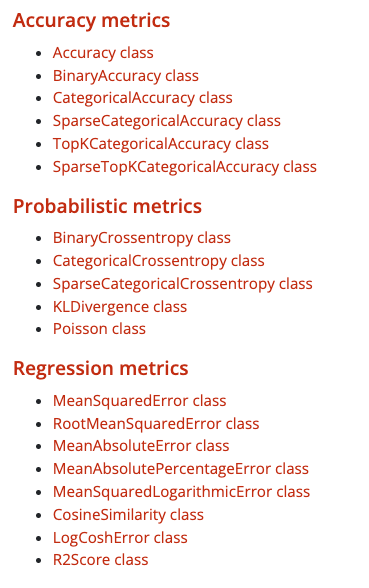 Accuracy metrics
Accuracy class
BinaryAccuracy class
CategoricalAccuracy class
SparseCategoricalAccuracy class
TopKCategoricalAccuracy class
SparseTopKCategoricalAccuracy class
Probabilistic metrics
BinaryCrossentropy class
CategoricalCrossentropy class
SparseCategoricalCrossentropy class
KLDivergence class
Poisson class
Regression metrics
MeanSquaredError class
RootMeanSquaredError class
MeanAbsoluteError class
MeanAbsolutePercentageError class
MeanSquaredLogarithmicError class
CosineSimilarity class
LogCoshError class
R2Score class